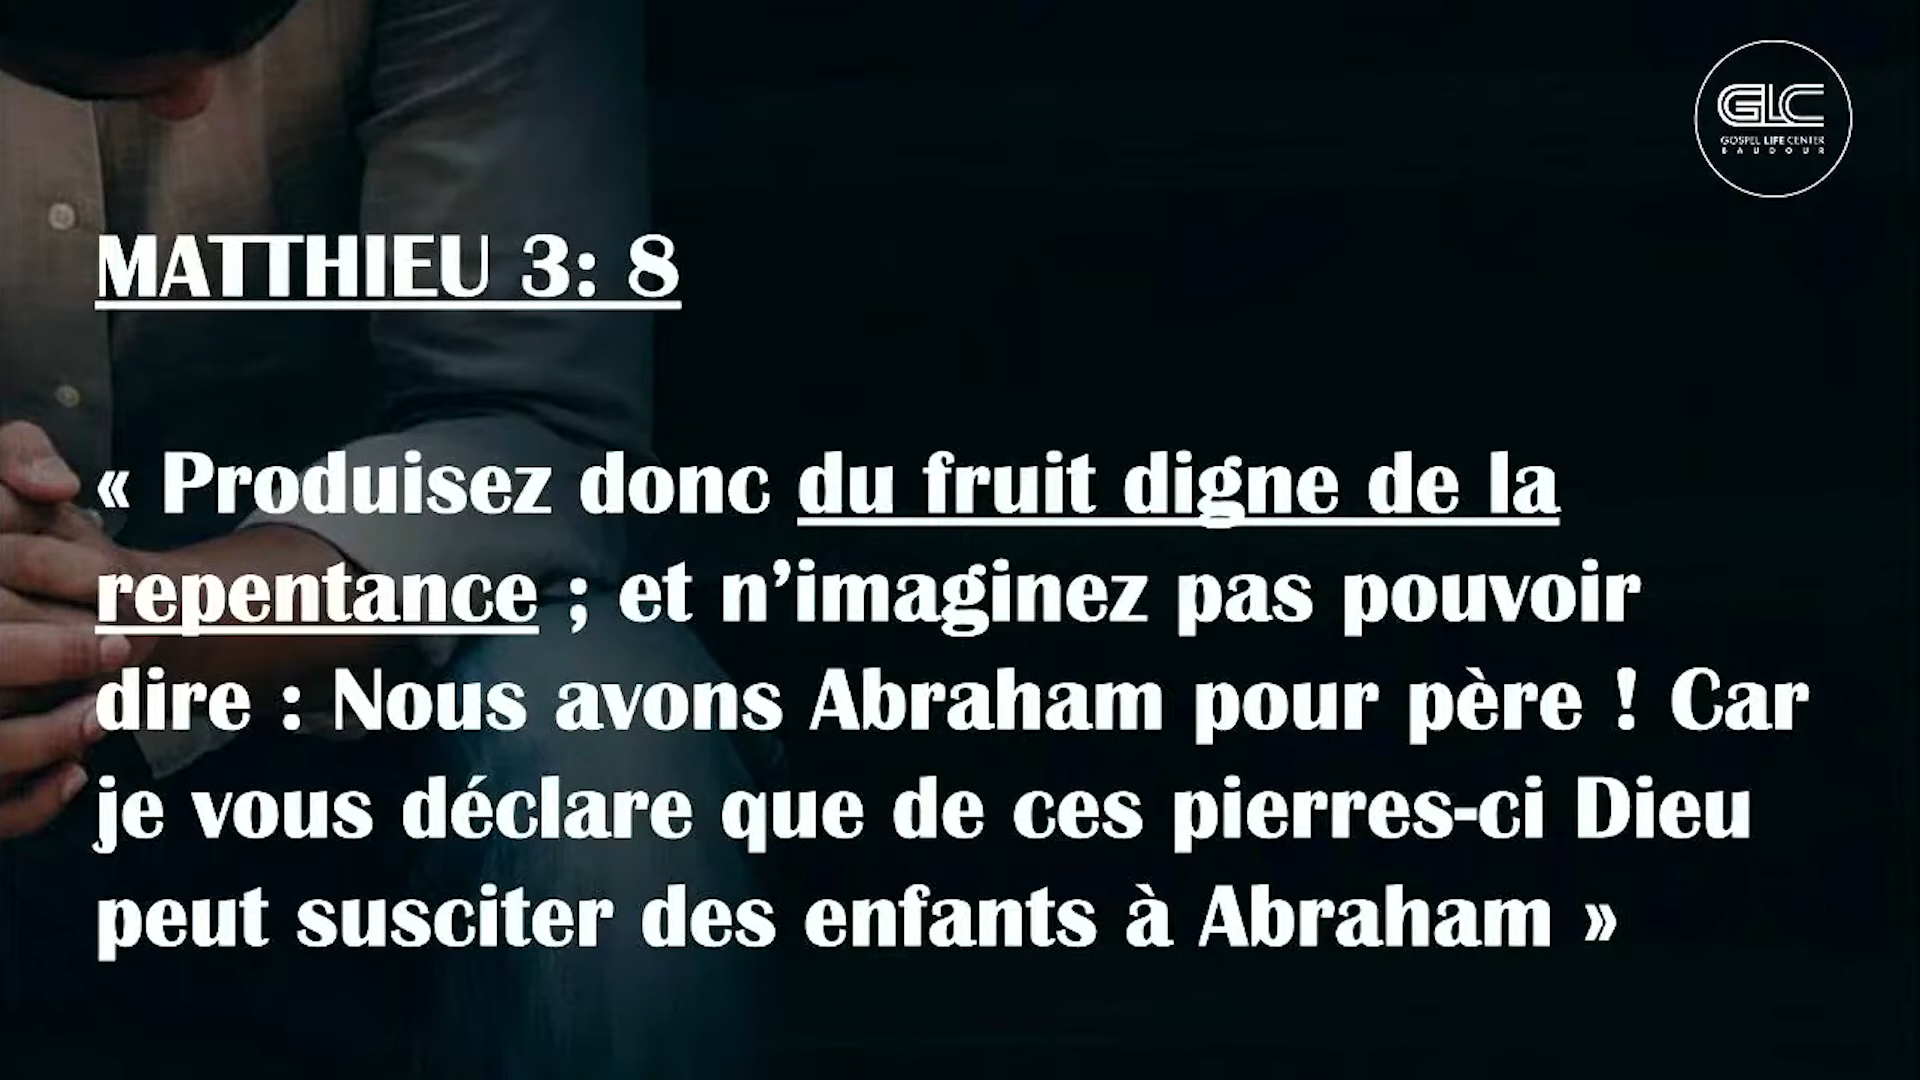 GLC
GOSPEL LIFE CENTER
BAUDOUR
MATTHIEU 3: 8
« Produisez donc du fruit digne de la
repentance ; et n’imaginez pas pouvoir
dire : Nous avons Abraham pour père ! Car
je vous déclare que de ces pierres-ci Dieu
peut susciter des enfants à Abraham »